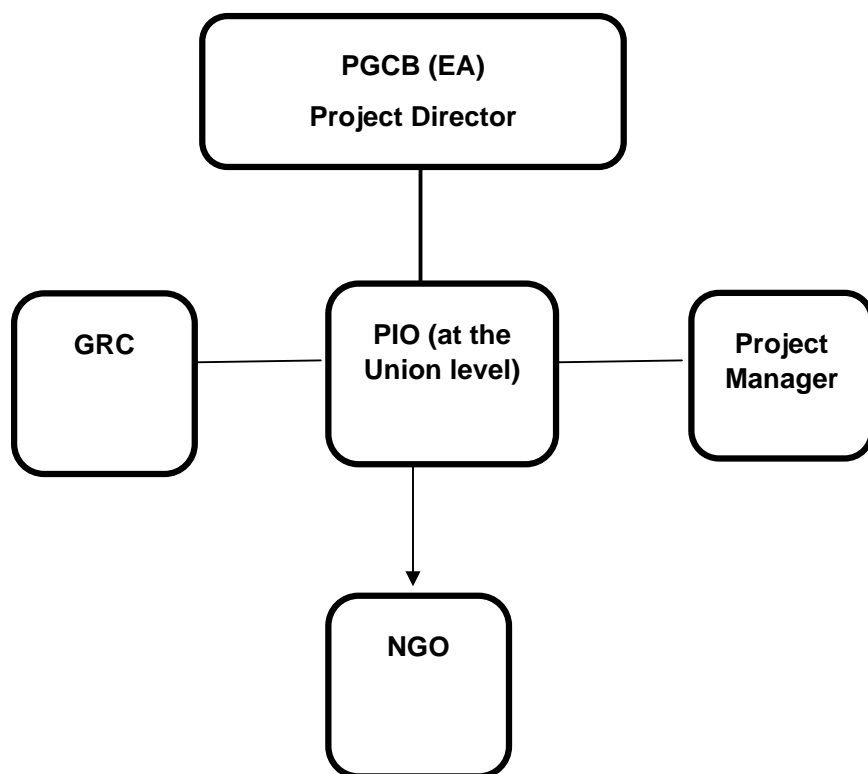 PGCB (EA)
Project Director
GRC
PIO (at the
Union level)
Project
Manager
NGO